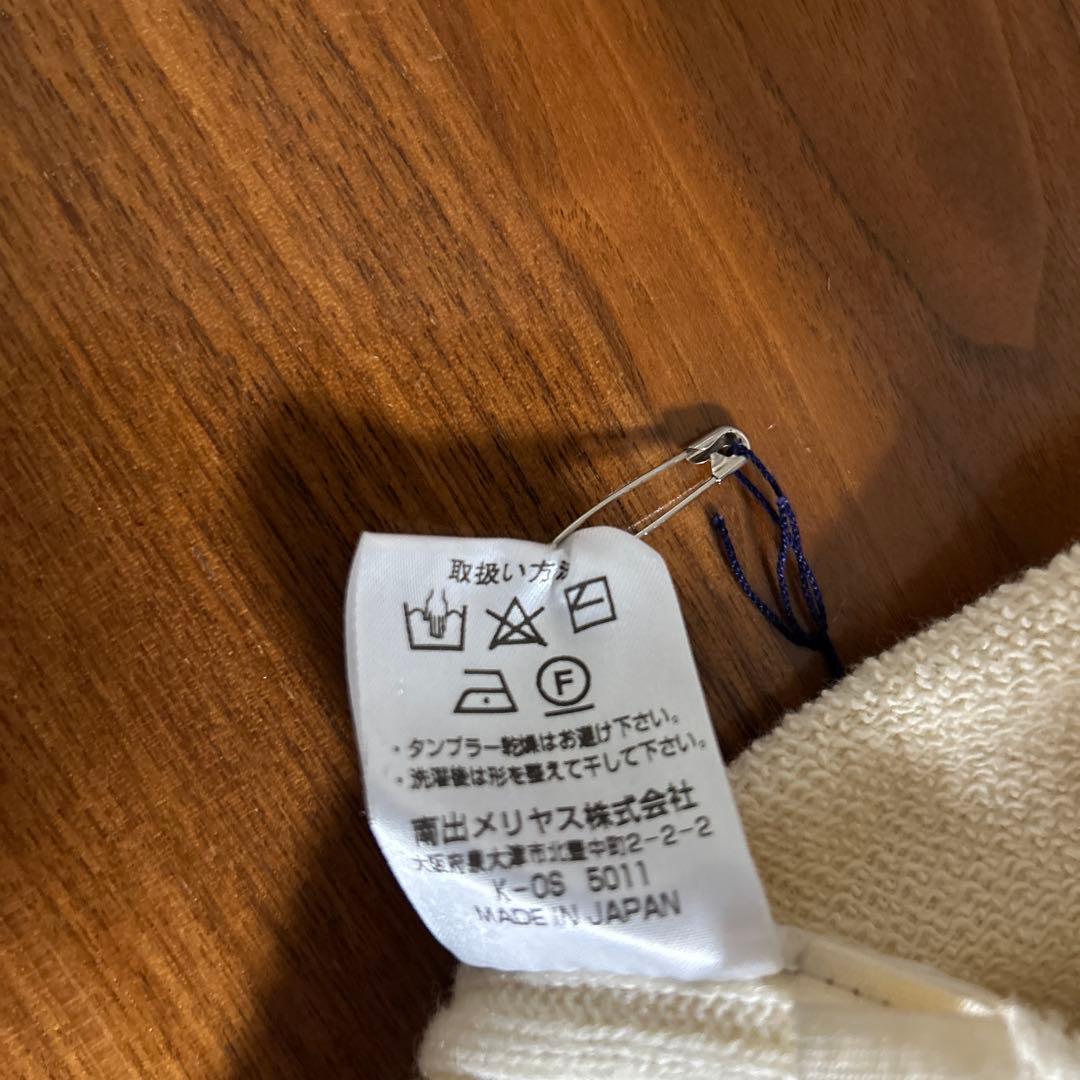 取扱い方法
F
・タンブラー乾燥はお避け下さい。
・洗濯後は形を整えて干して下さい。
南出メリヤス株式会社
大阪府泉大津市北豊中町2-2-2
K-OS 5011
MADE IN JAPAN